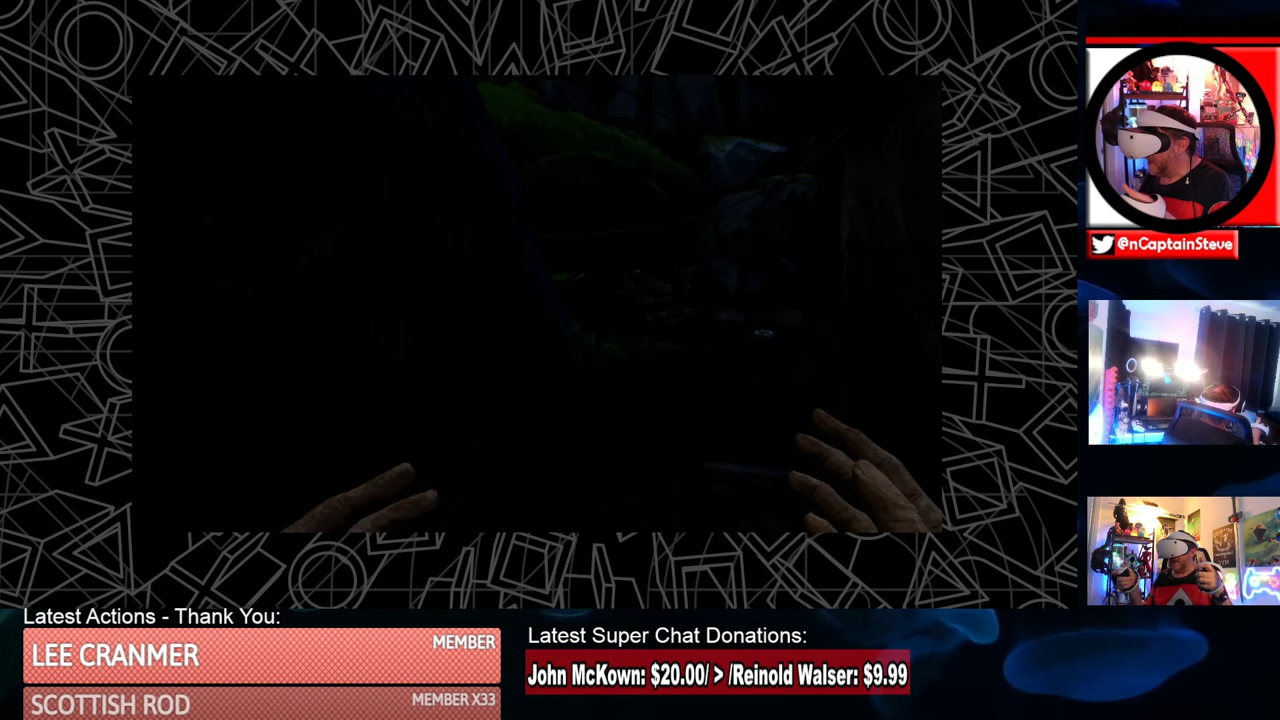 @nCaptainSteve
Latest Actions - Thank You:
LEE CRANMER
MEMBER
SCOTTISH ROD
MEMBER X33
Latest Super Chat Donations:
John McKown: $20.00/ > /Reinold Walser: $9.99